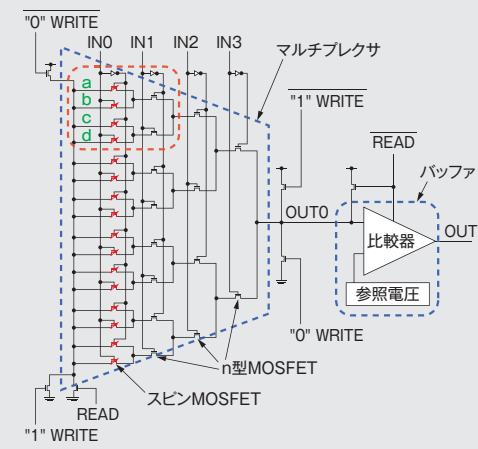 "0" WRITE
IN0 IN1 IN2 IN3
マルチプレクサ
a
b
c
d
"1" WRITE
READ
バッファ
OUT0
比較器
OUT
参照電圧
"0" WRITE
n型MOSFET
スピンMOSFET
READ
"1" WRITE